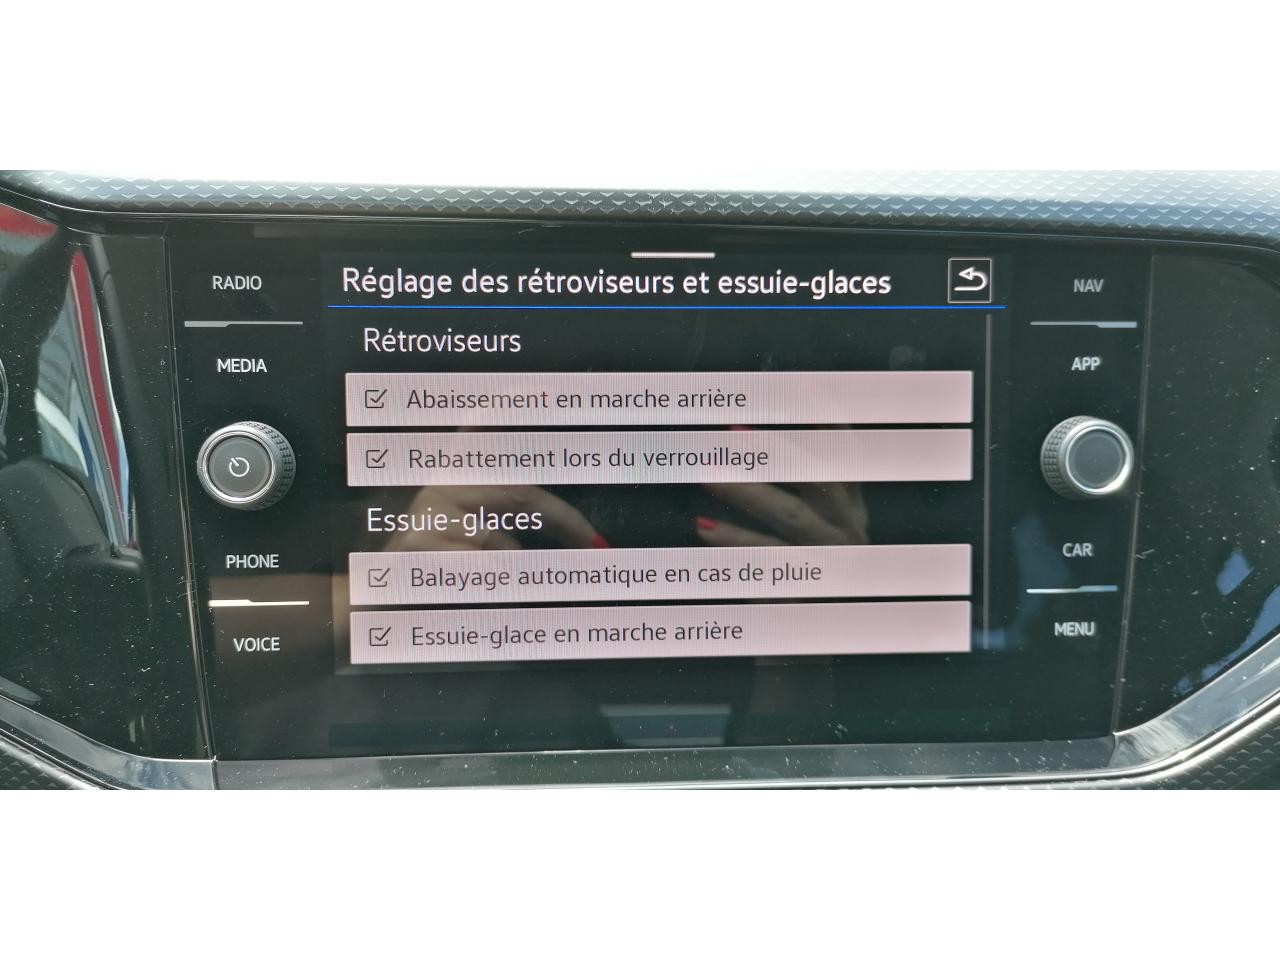 RADIO
MEDIA
PHONE
VOICE
Réglage des rétroviseurs et essuie-glaces
Rétroviseurs
Abaissement en marche arrière
Rabattement lors du verrouillage
Essuie-glaces
Balayage automatique en cas de pluie
Essuie-glace en marche arrière
NAV
APP
CAR
MENU